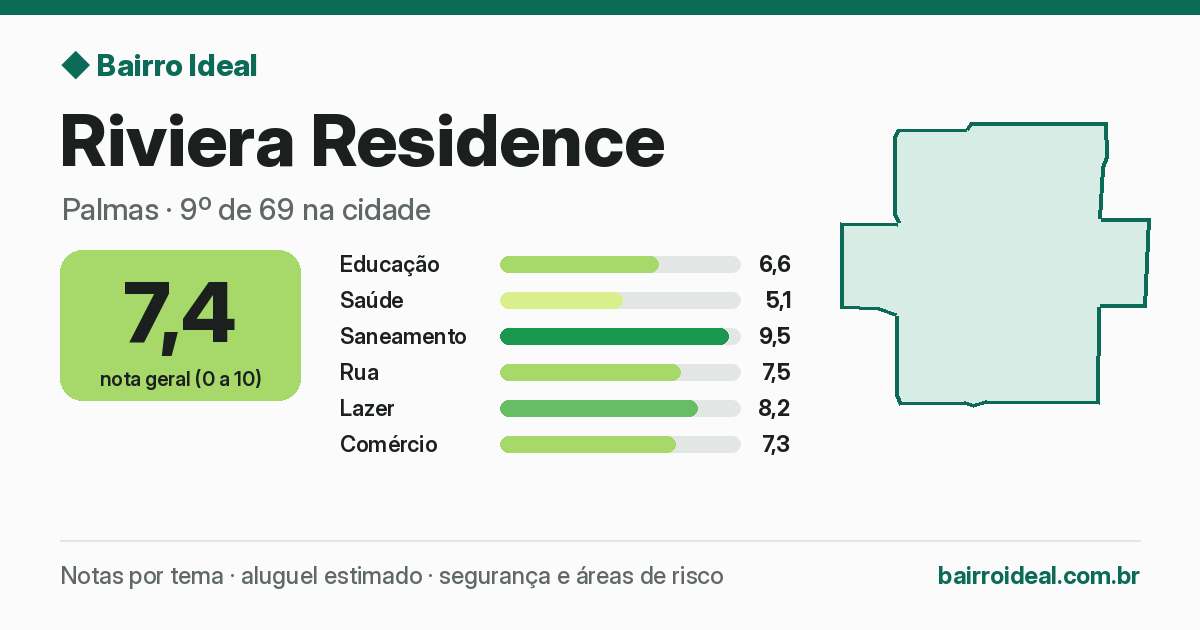 Bairro Ideal
Riviera Residence
Palmas · 9º de 69 na cidade
7,4
nota geral (0 a 10)
Educação 6,6
Saúde 5,1
Saneamento 9,5
Rua 7,5
Lazer 8,2
Comércio 7,3
Notas por tema · aluguel estimado · segurança e áreas de risco
bairroideal.com.br